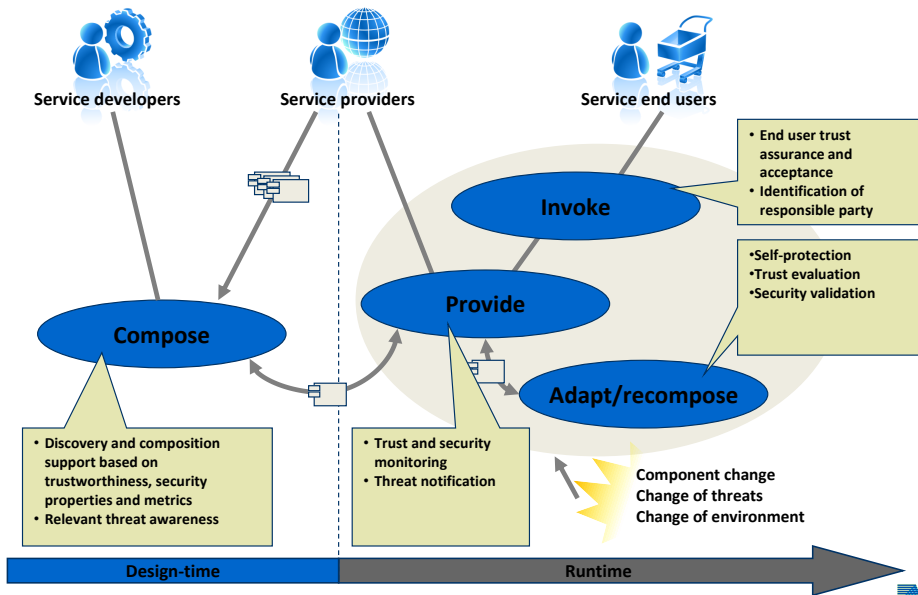 Service developers
Service providers
Service end users
• End user trust
assurance and
acceptance
• Identification of
responsible party
Invoke
•Self-protection
•Trust evaluation
•Security validation
Provide
Compose
Adapt/recompose
• Discovery and composition
support based on
trustworthiness, security
properties and metrics
• Relevant threat awareness
• Trust and security
monitoring
• Threat notification
Component change
Change of threats
Change of environment
Design-time
Runtime